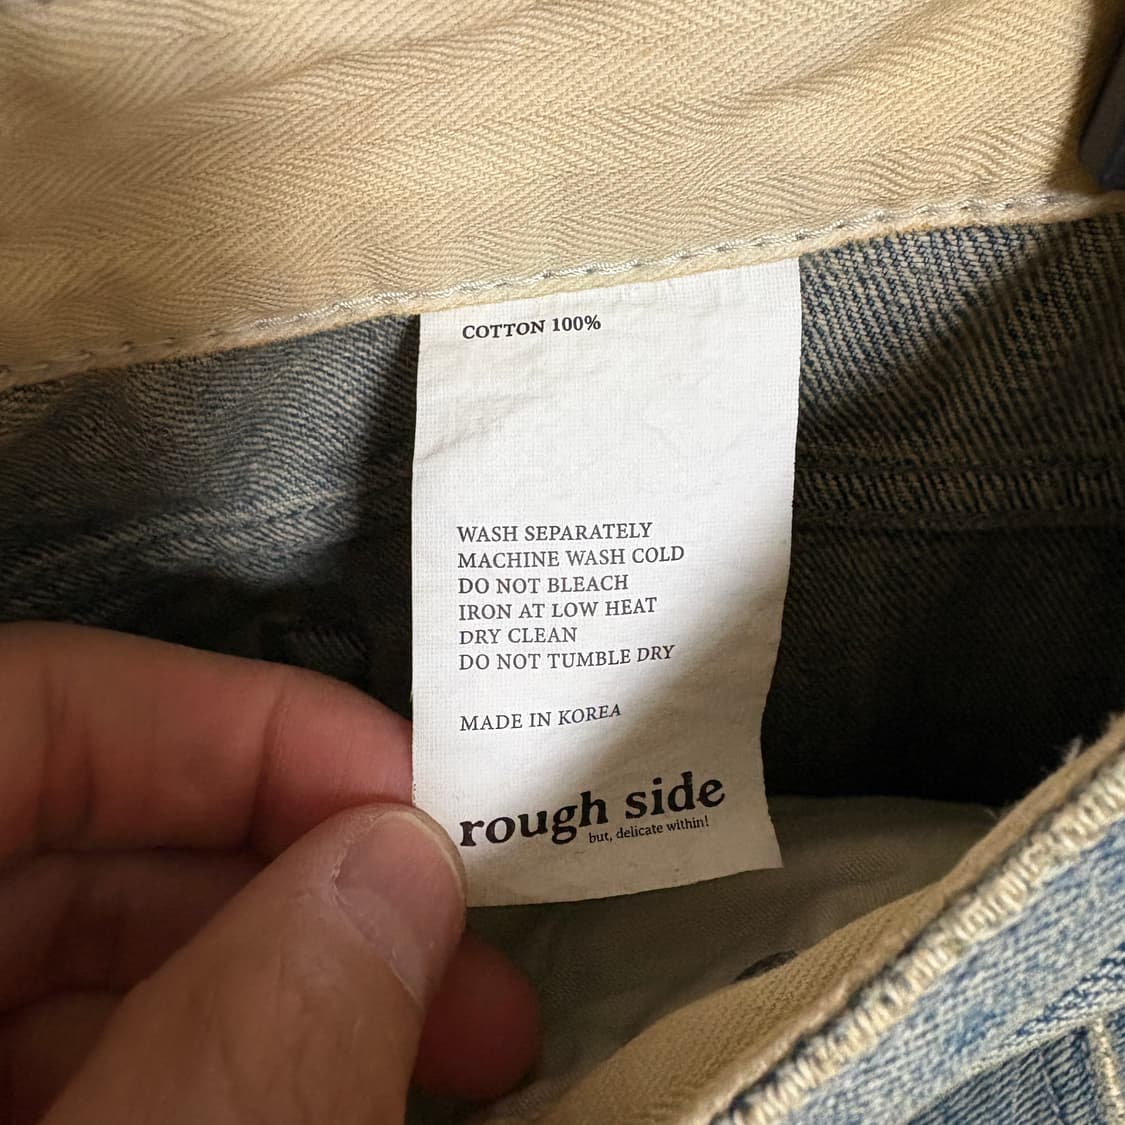 COTTON 100%
WASH SEPARATELY
MACHINE WASH COLD
DO NOT BLEACH
IRON AT LOW HEAT
DRY CLEAN
DO NOT TUMBLE DRY
MADE IN KOREA
rough side
but, delicate within!